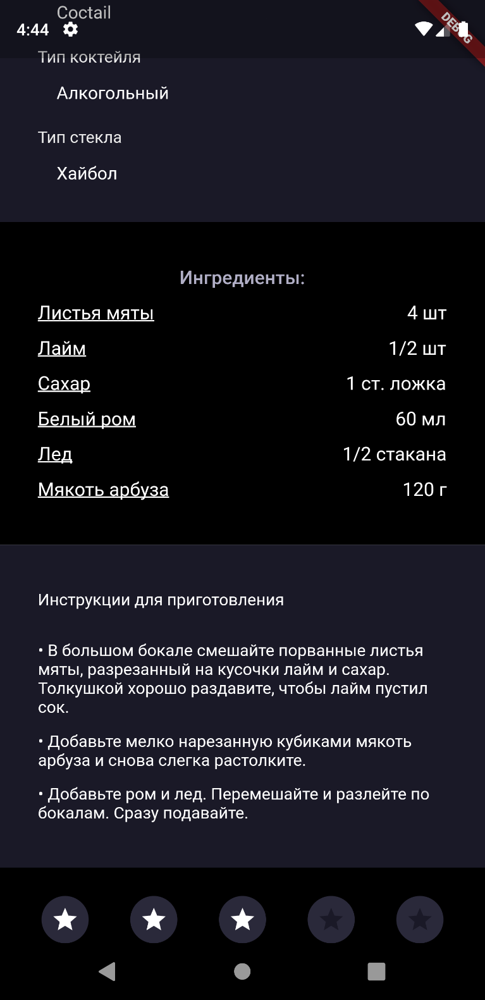 Coctail
4:44
DEBUG
Тип коктейля
Алкогольный
Тип стекла
Хайбол
Ингредиенты:
Листья мяты 4 шт
Лайм 1/2 шт
Сахар 1 ст. ложка
Белый ром 60 мл
Лед 1/2 стакана
Мякоть арбуза 120 г
Инструкции для приготовления
• В большом бокале смешайте порванные листья
мяты, разрезанный на кусочки лайм и сахар.
Толкушкой хорошо раздавите, чтобы лайм пустил
сок.
• Добавьте мелко нарезанную кубиками мякоть
арбуза и снова слегка растолките.
• Добавьте ром и лед. Перемешайте и разлейте по
бокалам. Сразу подавайте.